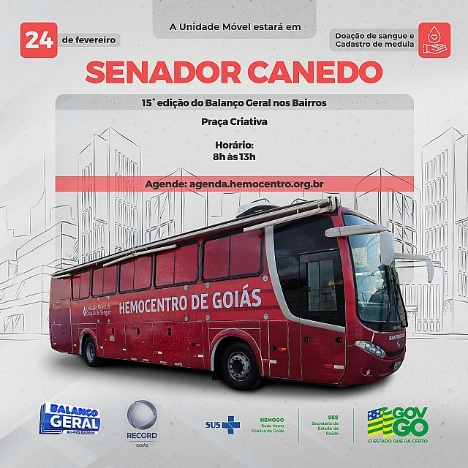 24
de fevereiro
A Unidade Móvel estará em
Doação de sangue e
Cadastro de medula
SENADOR CANEDO
15ª edição do Balanço Geral nos Bairros
Praça Criativa
Horário:
8h às 13h
Agende: agenda.hemocentro.org.br
HEMOCENTRO DE GOIÁS
BALANÇO
GERAL
NOS BAIRROS
RECORD
GOIÁS
SUS
HEMOGO
Rede Hemo
Pública de Goiás
SES
Secretaria de
Estado da
Saúde
GOV
GO
O ESTADO QUE DÁ CERTO